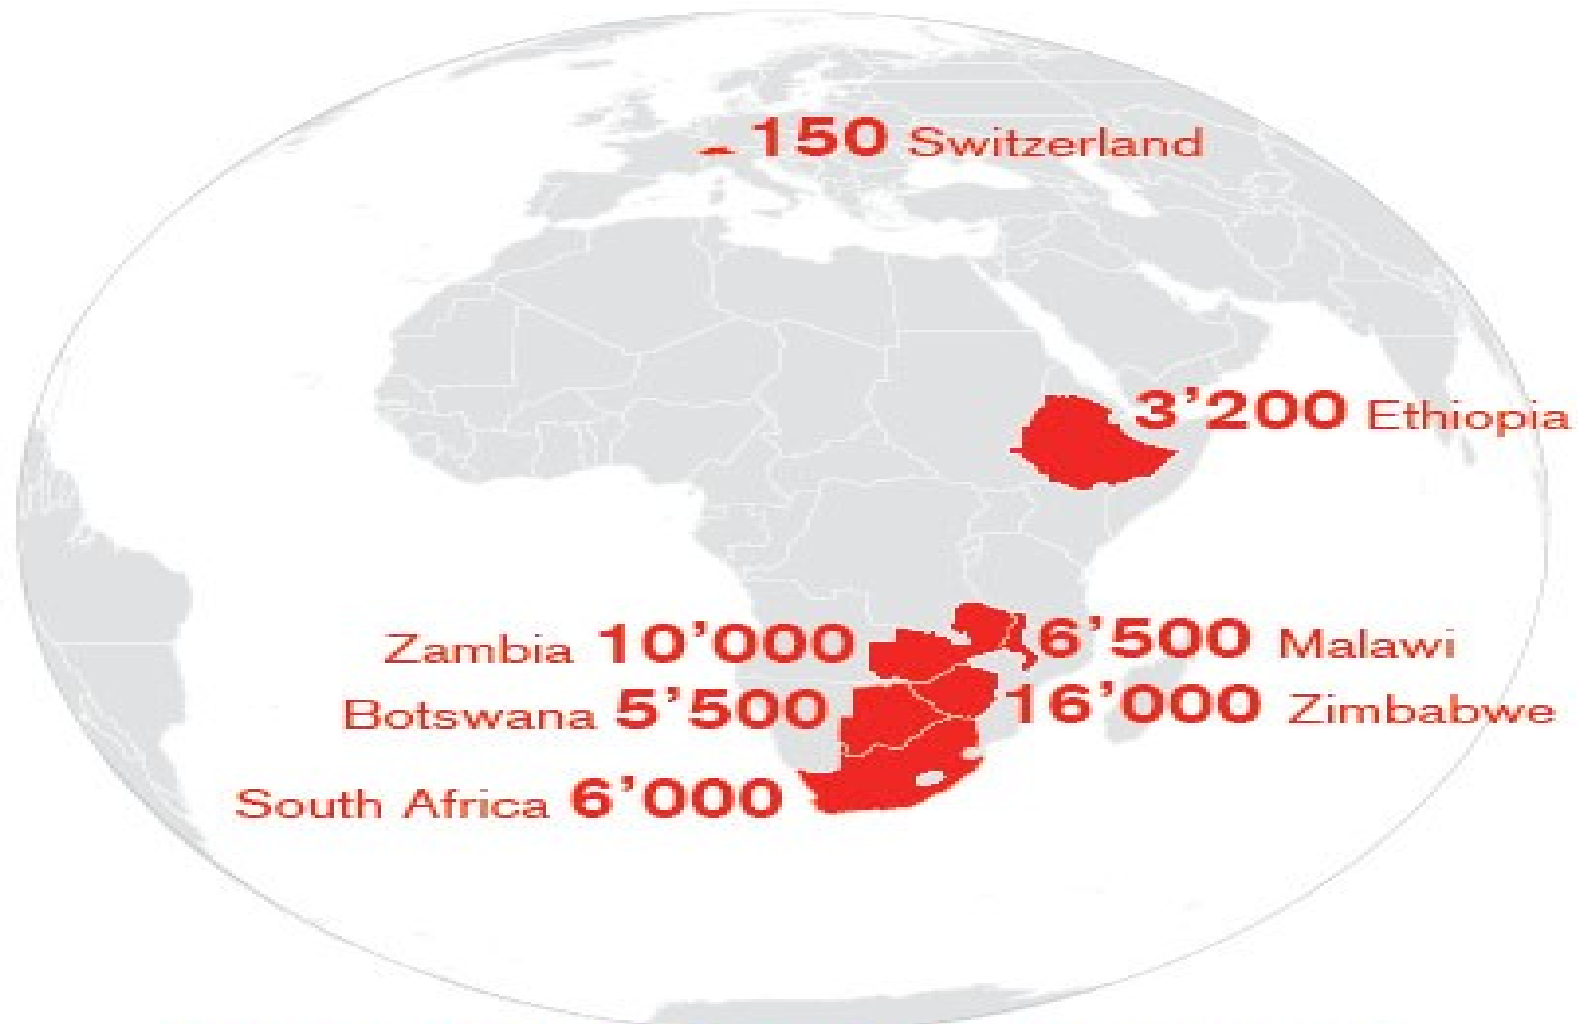 150 Switzerland
3’200 Ethiopia
Zambia 10’000
6’500 Malawi
Botswana 5’500
16’000 Zimbabwe
South Africa 6’000